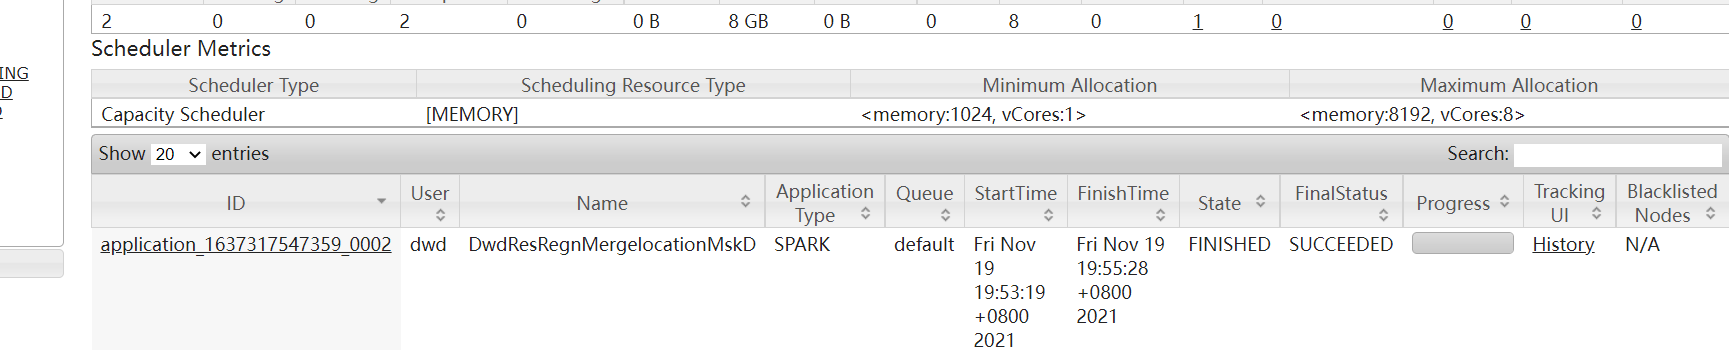 2 0 0 2 0 0 B 8 GB 0 B 0 8 0 1 0 0 0 0
Scheduler Metrics
ING
D
Scheduler Type Scheduling Resource Type Minimum Allocation Maximum Allocation
Capacity Scheduler [MEMORY] <memory:1024, vCores:1> <memory:8192, vCores:8>
Show 20 entries Search:
ID User Name Application Type Queue StartTime FinishTime State FinalStatus Progress Tracking UI Blacklisted Nodes
application_1637317547359_0002 dwd DwdResRegnMergelocationMskD SPARK default Fri Nov 19 19:53:19 +0800 2021 Fri Nov 19 19:55:28 +0800 2021 FINISHED SUCCEEDED History N/A